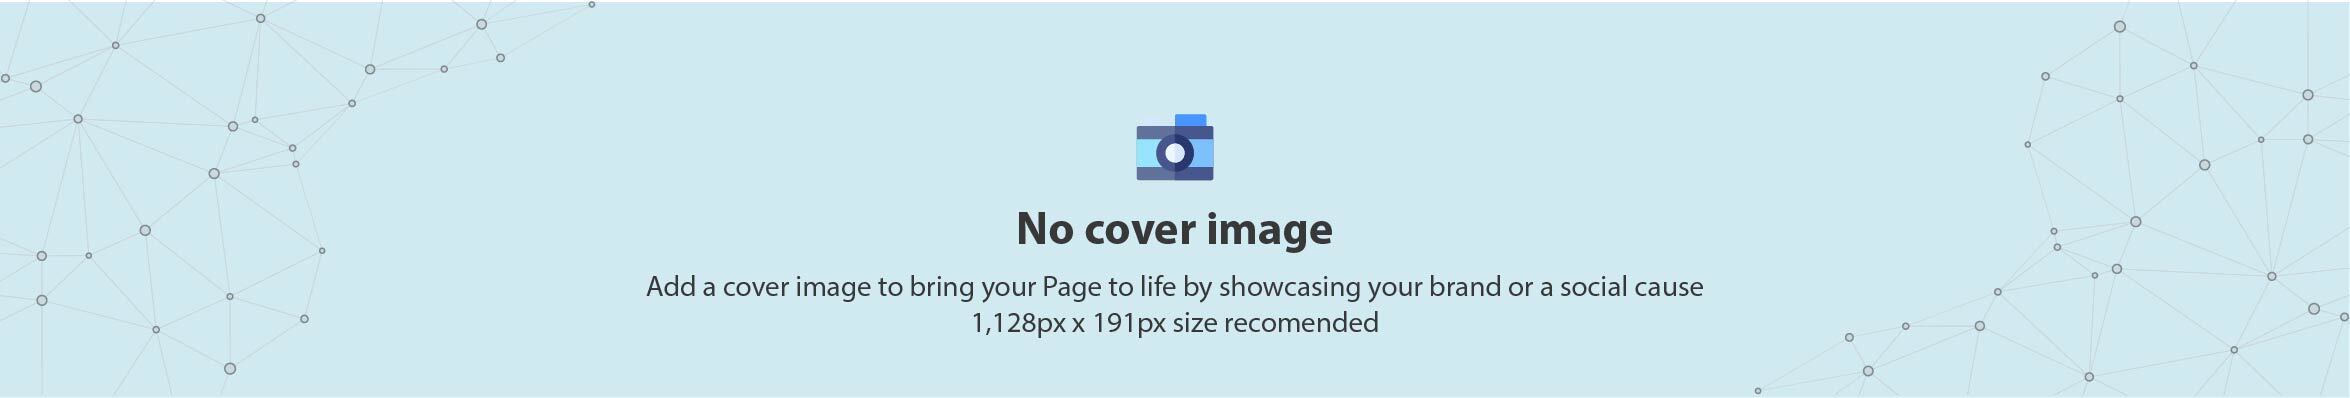 No cover image
Add a cover image to bring your Page to life by showcasing your brand or a social cause
1,128px x 191px size recomended